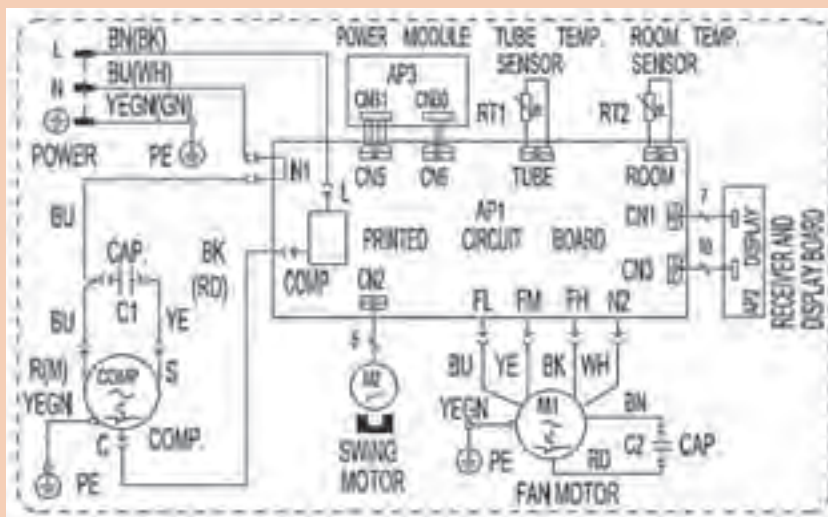 POWER MODULE
TUBE TEMP. SENSOR
ROOM TEMP. SENSOR
L
BN(BK)
N
BU(WH)
YEGN(GN)
POWER
PE
AP3
RT1
RT2
CN5
CN6
TUBE
ROOM
N1
L
AP1
PRINTED CIRCUIT BOARD
CN1
7
CN3
DISPLAY
AP2
RECEIVER AND
DISPLAY BOARD
BU
CAP.
C1
BK
(RD)
COMP
CN2
FL
FM
FH
N2
BU
YE
R(M)
COMP
S
YEGN
C
COMP.
PE
M2
SWING
MOTOR
BU
YE
BK
WH
YEGN
M1
BN
PE
RD
C2
CAP.
FAN MOTOR